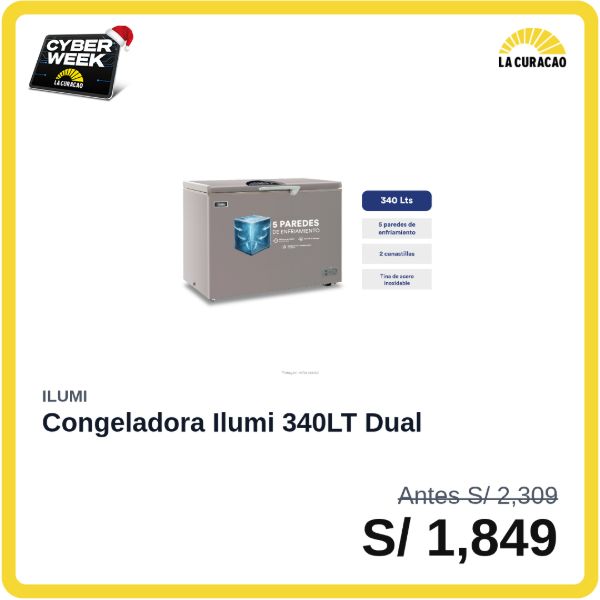 CYBER
WEEK
LA CURACAO
LA CURACAO
340 Lts
5 PAREDES
DE ENFRIAMIENTO
5 paredes de
enfriamiento
2 canastillas
Tina de acero
inoxidable
ILUMI
Congeladora Ilumi 340LT Dual
Antes S/ 2,309
S/ 1,849